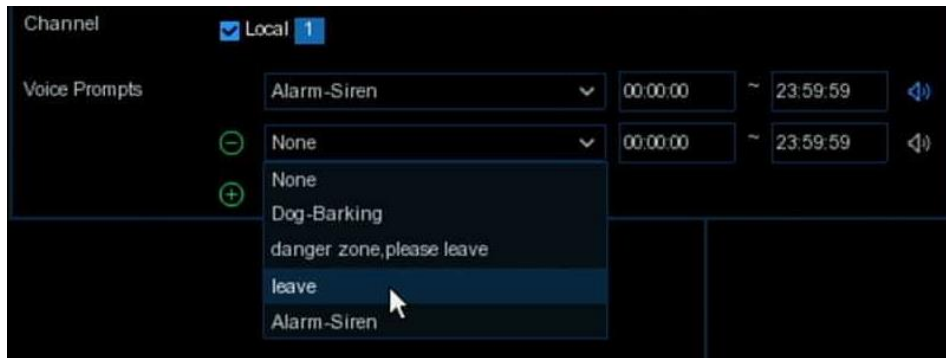 Channel Local 1
Voice Prompts Alarm-Siren 00:00:00 ~ 23:59:59
None 00:00:00 ~ 23:59:59
None
Dog-Barking
danger zone,please leave
leave
Alarm-Siren